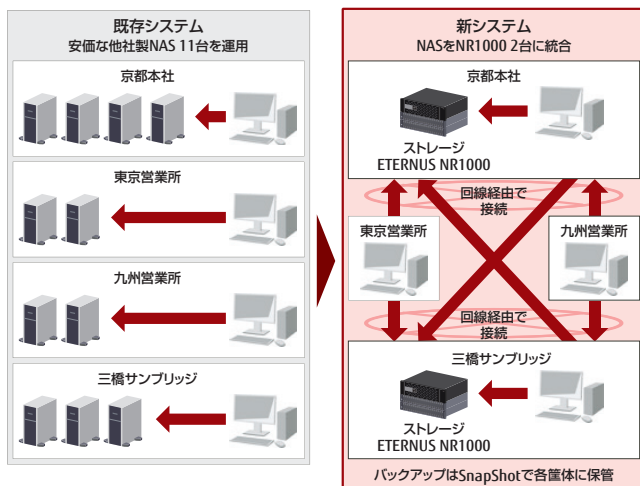 既存システム
安価な他社製NAS 11台を運用
京都本社
東京営業所
九州営業所
三橋サンブリッジ
新システム
NASをNR1000 2台に統合
京都本社
ストレージ
ETERNUS NR1000
回線経由で
接続
東京営業所
九州営業所
回線経由で
接続
三橋サンブリッジ
ストレージ
ETERNUS NR1000
バックアップはSnapShotで各筐体に保管